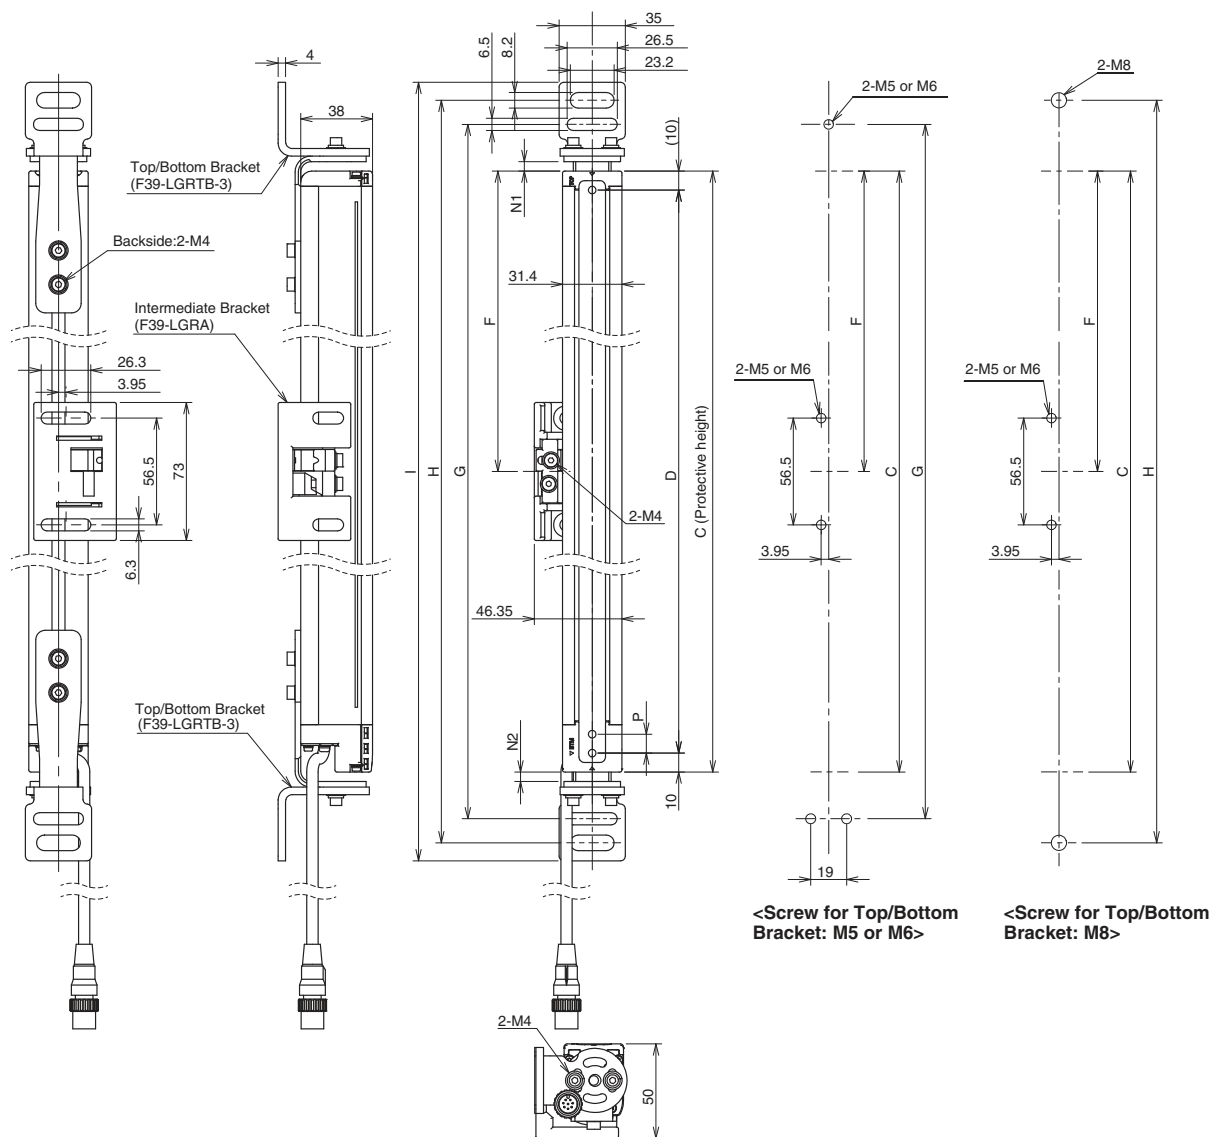 35
26.5
23.2
6.5
8.2
4
38
(10)
2-M8
2-M5 or M6
Top/Bottom Bracket
(F39-LGRTB-3)
N1
TOP
Backside:2-M4
31.4
Intermediate Bracket
(F39-LGRA)
F
F
F
26.3
3.95
2-M5 or M6
2-M5 or M6
56.5
73
I
H
G
D
C (Protective height)
56.5
C
G
56.5
C
H
2-M4
6.3
3.95
3.95
46.35
Top/Bottom Bracket
(F39-LGRTB-3)
N2
P
BTM
10
19
<Screw for Top/Bottom
Bracket: M5 or M6>
<Screw for Top/Bottom
Bracket: M8>
2-M4
50